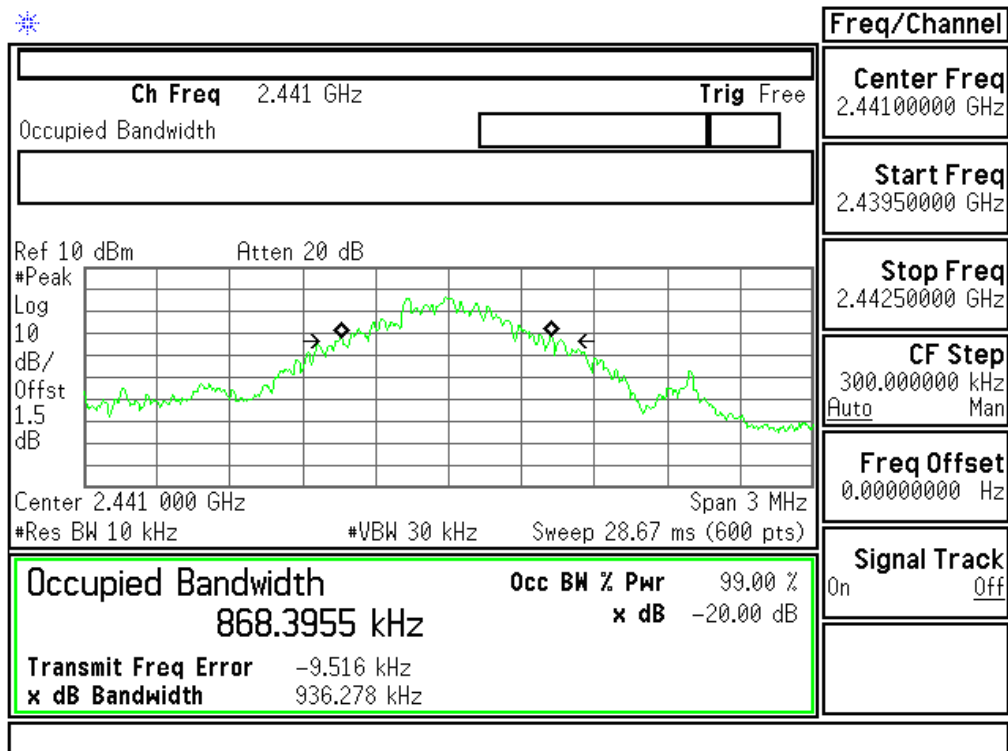 Freq/Channel
Ch Freq 2.441 GHz Trig Free
Occupied Bandwidth
Center Freq
2.44100000 GHz
Start Freq
2.43950000 GHz
Stop Freq
2.44250000 GHz
CF Step
300.000000 kHz
Auto Man
Freq Offset
0.00000000 Hz
Signal Track
On Off
Ref 10 dBm Atten 20 dB
#Peak
Log
10
dB/
Offst
1.5
dB
Center 2.441 000 GHz Span 3 MHz
#Res BW 10 kHz #VBW 30 kHz Sweep 28.67 ms (600 pts)
Occupied Bandwidth Occ BW % Pwr 99.00 %
868.3955 kHz x dB -20.00 dB
Transmit Freq Error -9.516 kHz
x dB Bandwidth 936.278 kHz